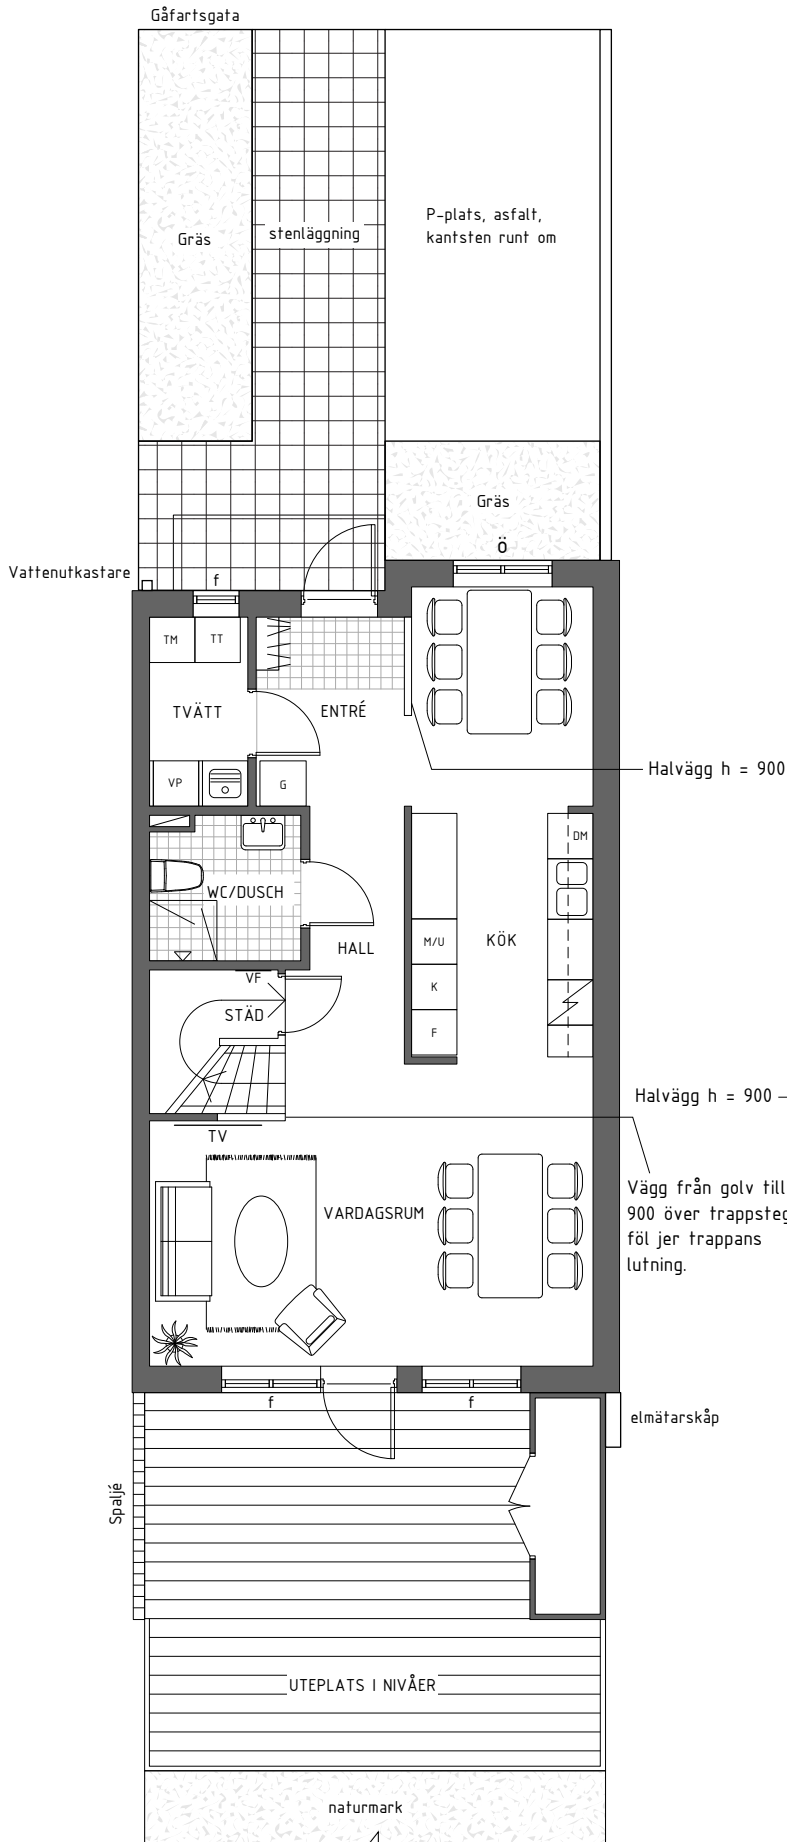 Gåfartsgata
P-plats, asfalt,
kantsten runt om
stenläggning
Gräs
Gräs
Ö
Vattenutkastare
f
TM
TT
TVÄTT
ENTRÉ
Halvägg h = 900
VP
G
DM
WC/DUSCH
M/U
KÖK
HALL
VF
K
STÄD
F
Halvägg h = 900
TV
Vägg från golv till
900 över trappsteg
föl jer trappans
lutning.
VARDAGSRUM
f
f
elmätarskåp
Spaljé
UTEPLATS I NIVÅER
naturmark